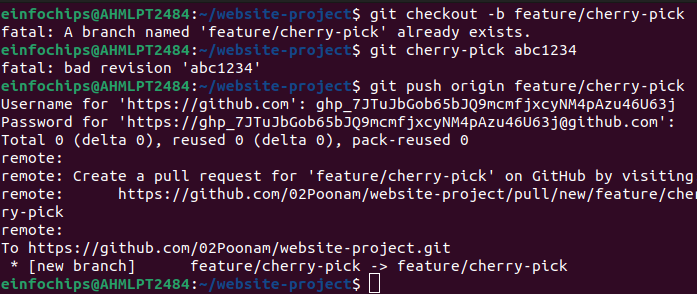 einfochips@AHMLPT2484:~/website-project$ git checkout -b feature/cherry-pick
fatal: A branch named 'feature/cherry-pick' already exists.
einfochips@AHMLPT2484:~/website-project$ git cherry-pick abc1234
fatal: bad revision 'abc1234'
einfochips@AHMLPT2484:~/website-project$ git push origin feature/cherry-pick
Username for 'https://github.com': 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
Password for 'https://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@github.com':
Total 0 (delta 0), reused 0 (delta 0), pack-reused 0
remote:
remote: Create a pull request for 'feature/cherry-pick' on GitHub by visiting
remote:      https://github.com/02Poonam/website-project/pull/new/feature/cher
ry-pick
remote:
To https://github.com/02Poonam/website-project.git
 * [new branch]      feature/cherry-pick -> feature/cherry-pick
einfochips@AHMLPT2484:~/website-project$